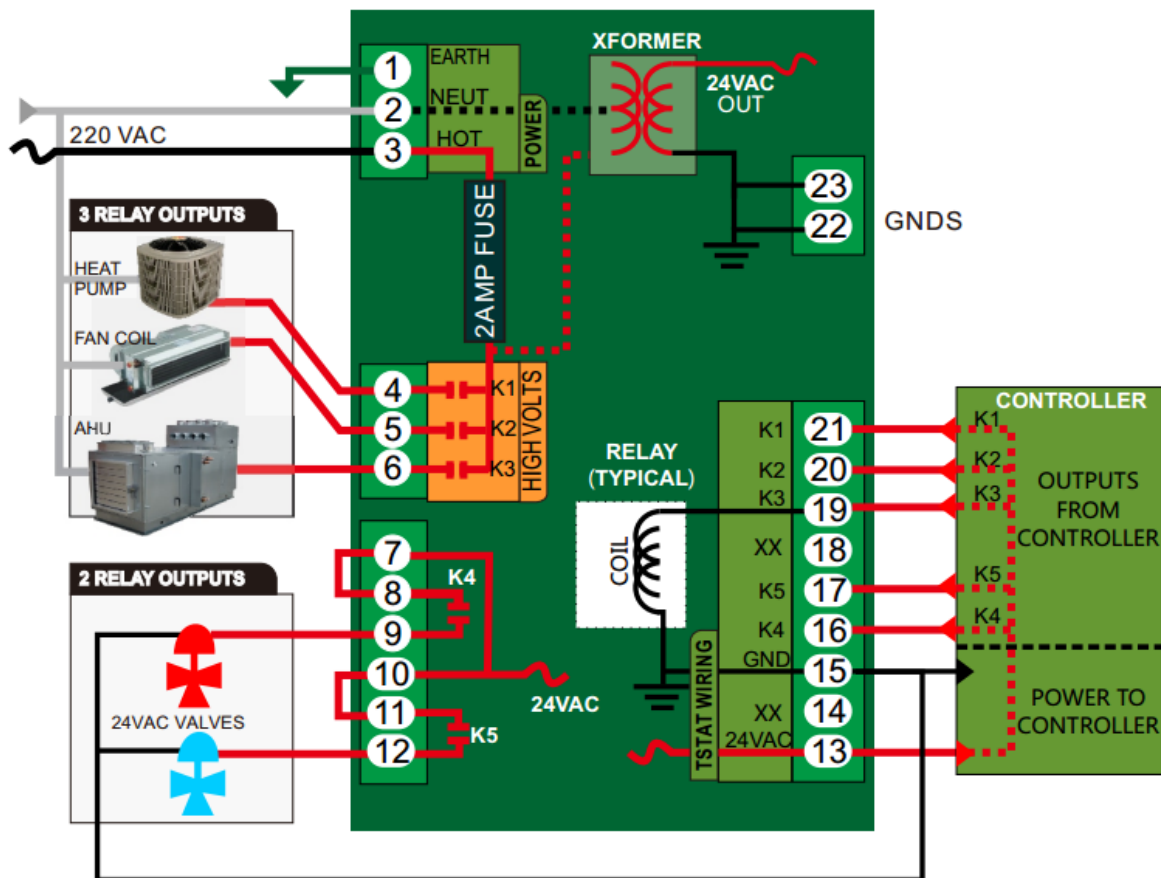 XFORMER
1
EARTH
2
NEUT
24VAC
OUT
220 VAC
3
HOT
POWER
23
22
GNDS
2AMP FUSE
3 RELAY OUTPUTS
HEAT
PUMP
FAN COIL
AHU
4
K1
5
K2
6
K3
HIGH VOLTS
RELAY
(TYPICAL)
COIL
K1
21
K2
20
K3
19
XX
18
K5
17
K4
16
GND
15
XX
14
24VAC
13
TSTAT WIRING
CONTROLLER
K1
K2
K3
OUTPUTS
FROM
CONTROLLER
K5
K4
POWER TO
CONTROLLER
7
8
K4
9
10
24VAC
11
K5
12
2 RELAY OUTPUTS
24VAC VALVES